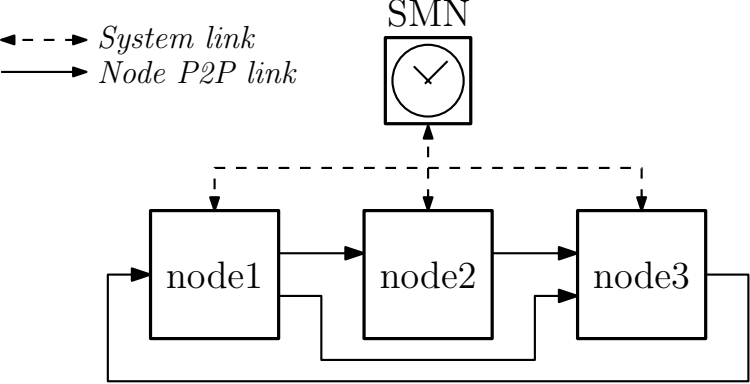 SMN
System link
Node P2P link
node1
node2
node3